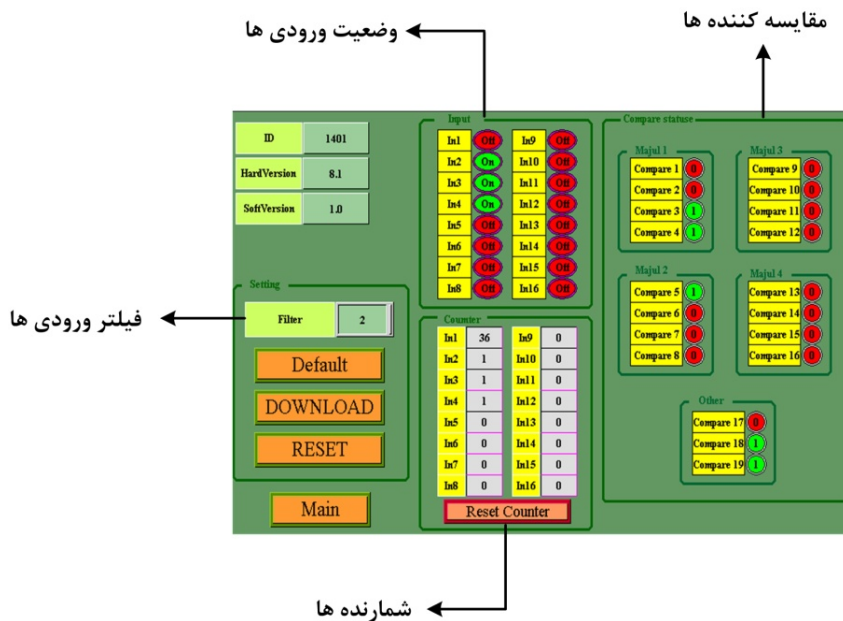 مقایسه کننده ها
وضعیت ورودی ها
ID 1401
HardVersion 8.1
SoftVersion 1.0
Input
In1 Off In9 Off
In2 On In10 Off
In3 On In11 Off
In4 On In12 Off
In5 Off In13 Off
In6 Off In14 Off
In7 Off In15 Off
In8 Off In16 Off
Compare statuse
Majul 1
Compare 1 0
Compare 2 0
Compare 3 1
Compare 4 1
Majul 3
Compare 9 0
Compare 10 0
Compare 11 0
Compare 12 0
Majul 2
Compare 5 1
Compare 6 0
Compare 7 0
Compare 8 0
Majul 4
Compare 13 0
Compare 14 0
Compare 15 0
Compare 16 0
Other
Compare 17 0
Compare 18 1
Compare 19 1
فیلتر ورودی ها
Setting
Filter 2
Default
DOWNLOAD
RESET
Main
Counter
In1 36 In9 0
In2 1 In10 0
In3 1 In11 0
In4 1 In12 0
In5 0 In13 0
In6 0 In14 0
In7 0 In15 0
In8 0 In16 0
Reset Counter
شمارنده ها